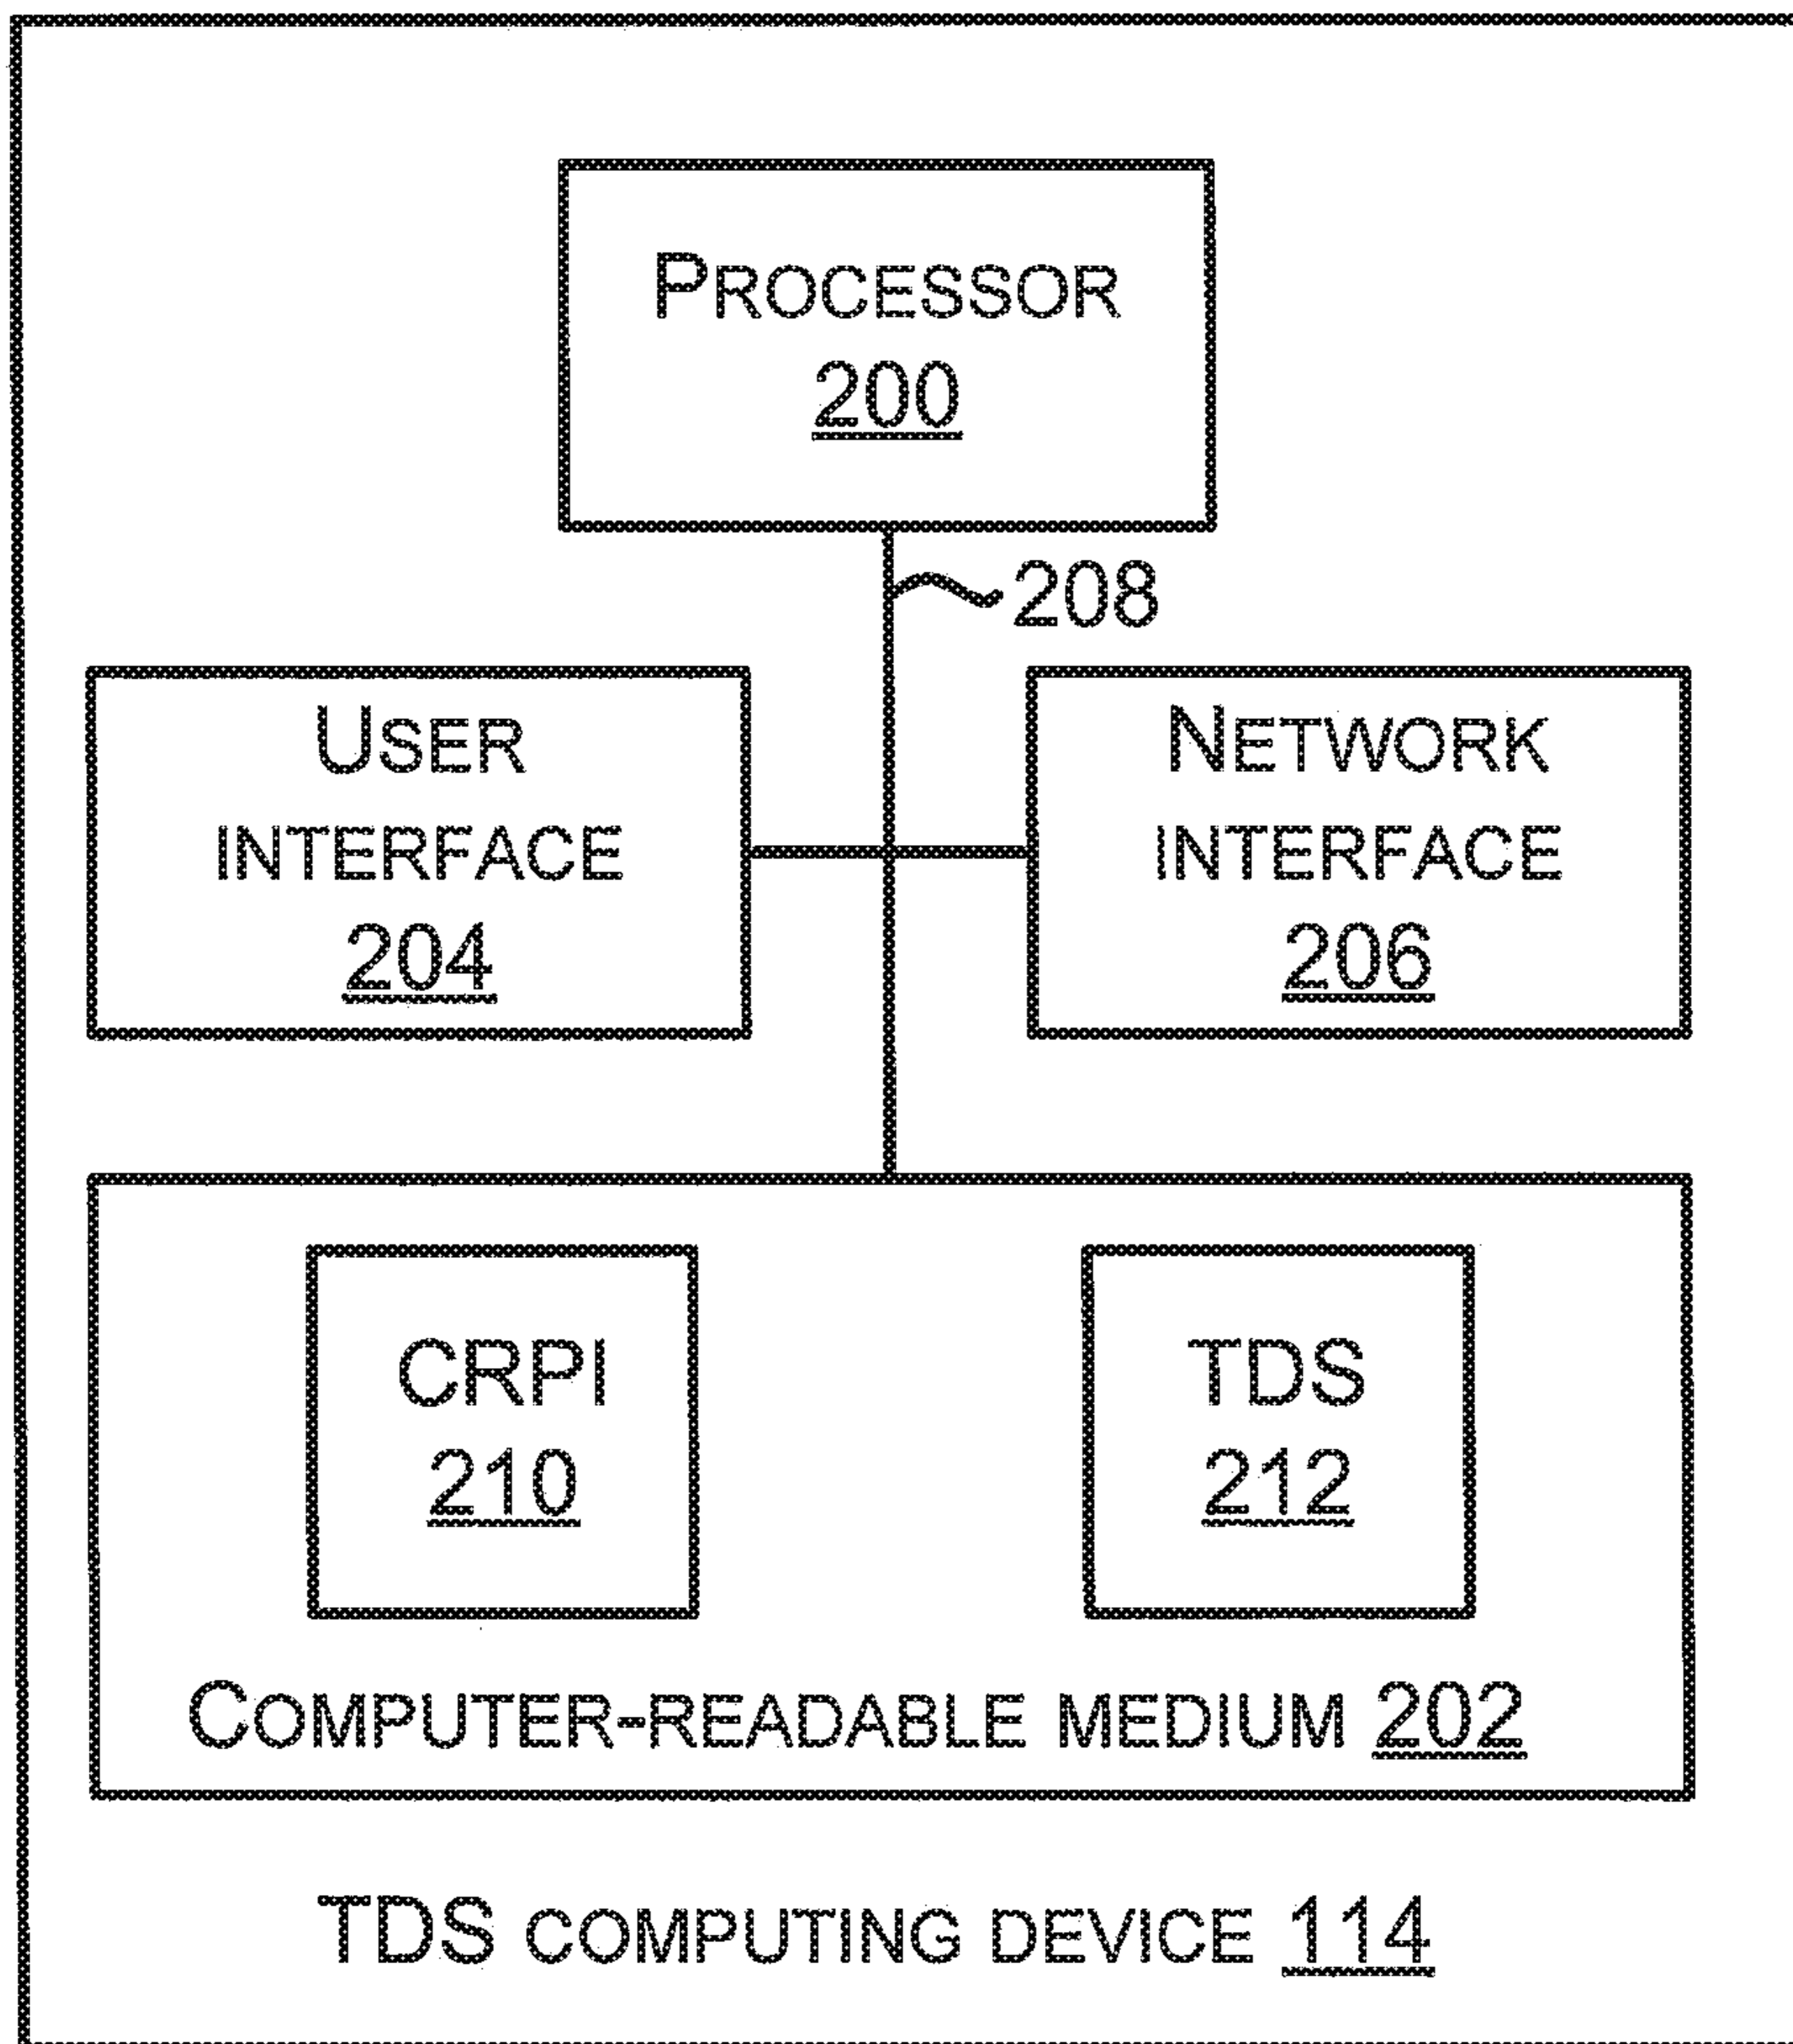 PROCESSOR
200
208
USER
INTERFACE
204
NETWORK
INTERFACE
206
CRPI
210
TDS
212
COMPUTER-READABLE MEDIUM 202
TDS COMPUTING DEVICE 114